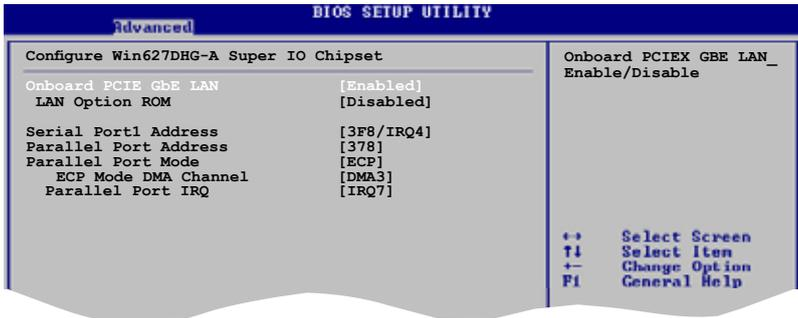 BIOS SETUP UTILITY
Advanced
Configure Win627DHG-A Super IO Chipset
Onboard PCIE GbE LAN [Enabled]
LAN Option ROM [Disabled]
Serial Port1 Address [3F8/IRQ4]
Parallel Port Address [378]
Parallel Port Mode [ECP]
ECP Mode DMA Channel [DMA3]
Parallel Port IRQ [IRQ7]
Onboard PCIEX GBE LAN_
Enable/Disable
↔ Select Screen
↑↓ Select Item
+- Change Option
F1 General Help